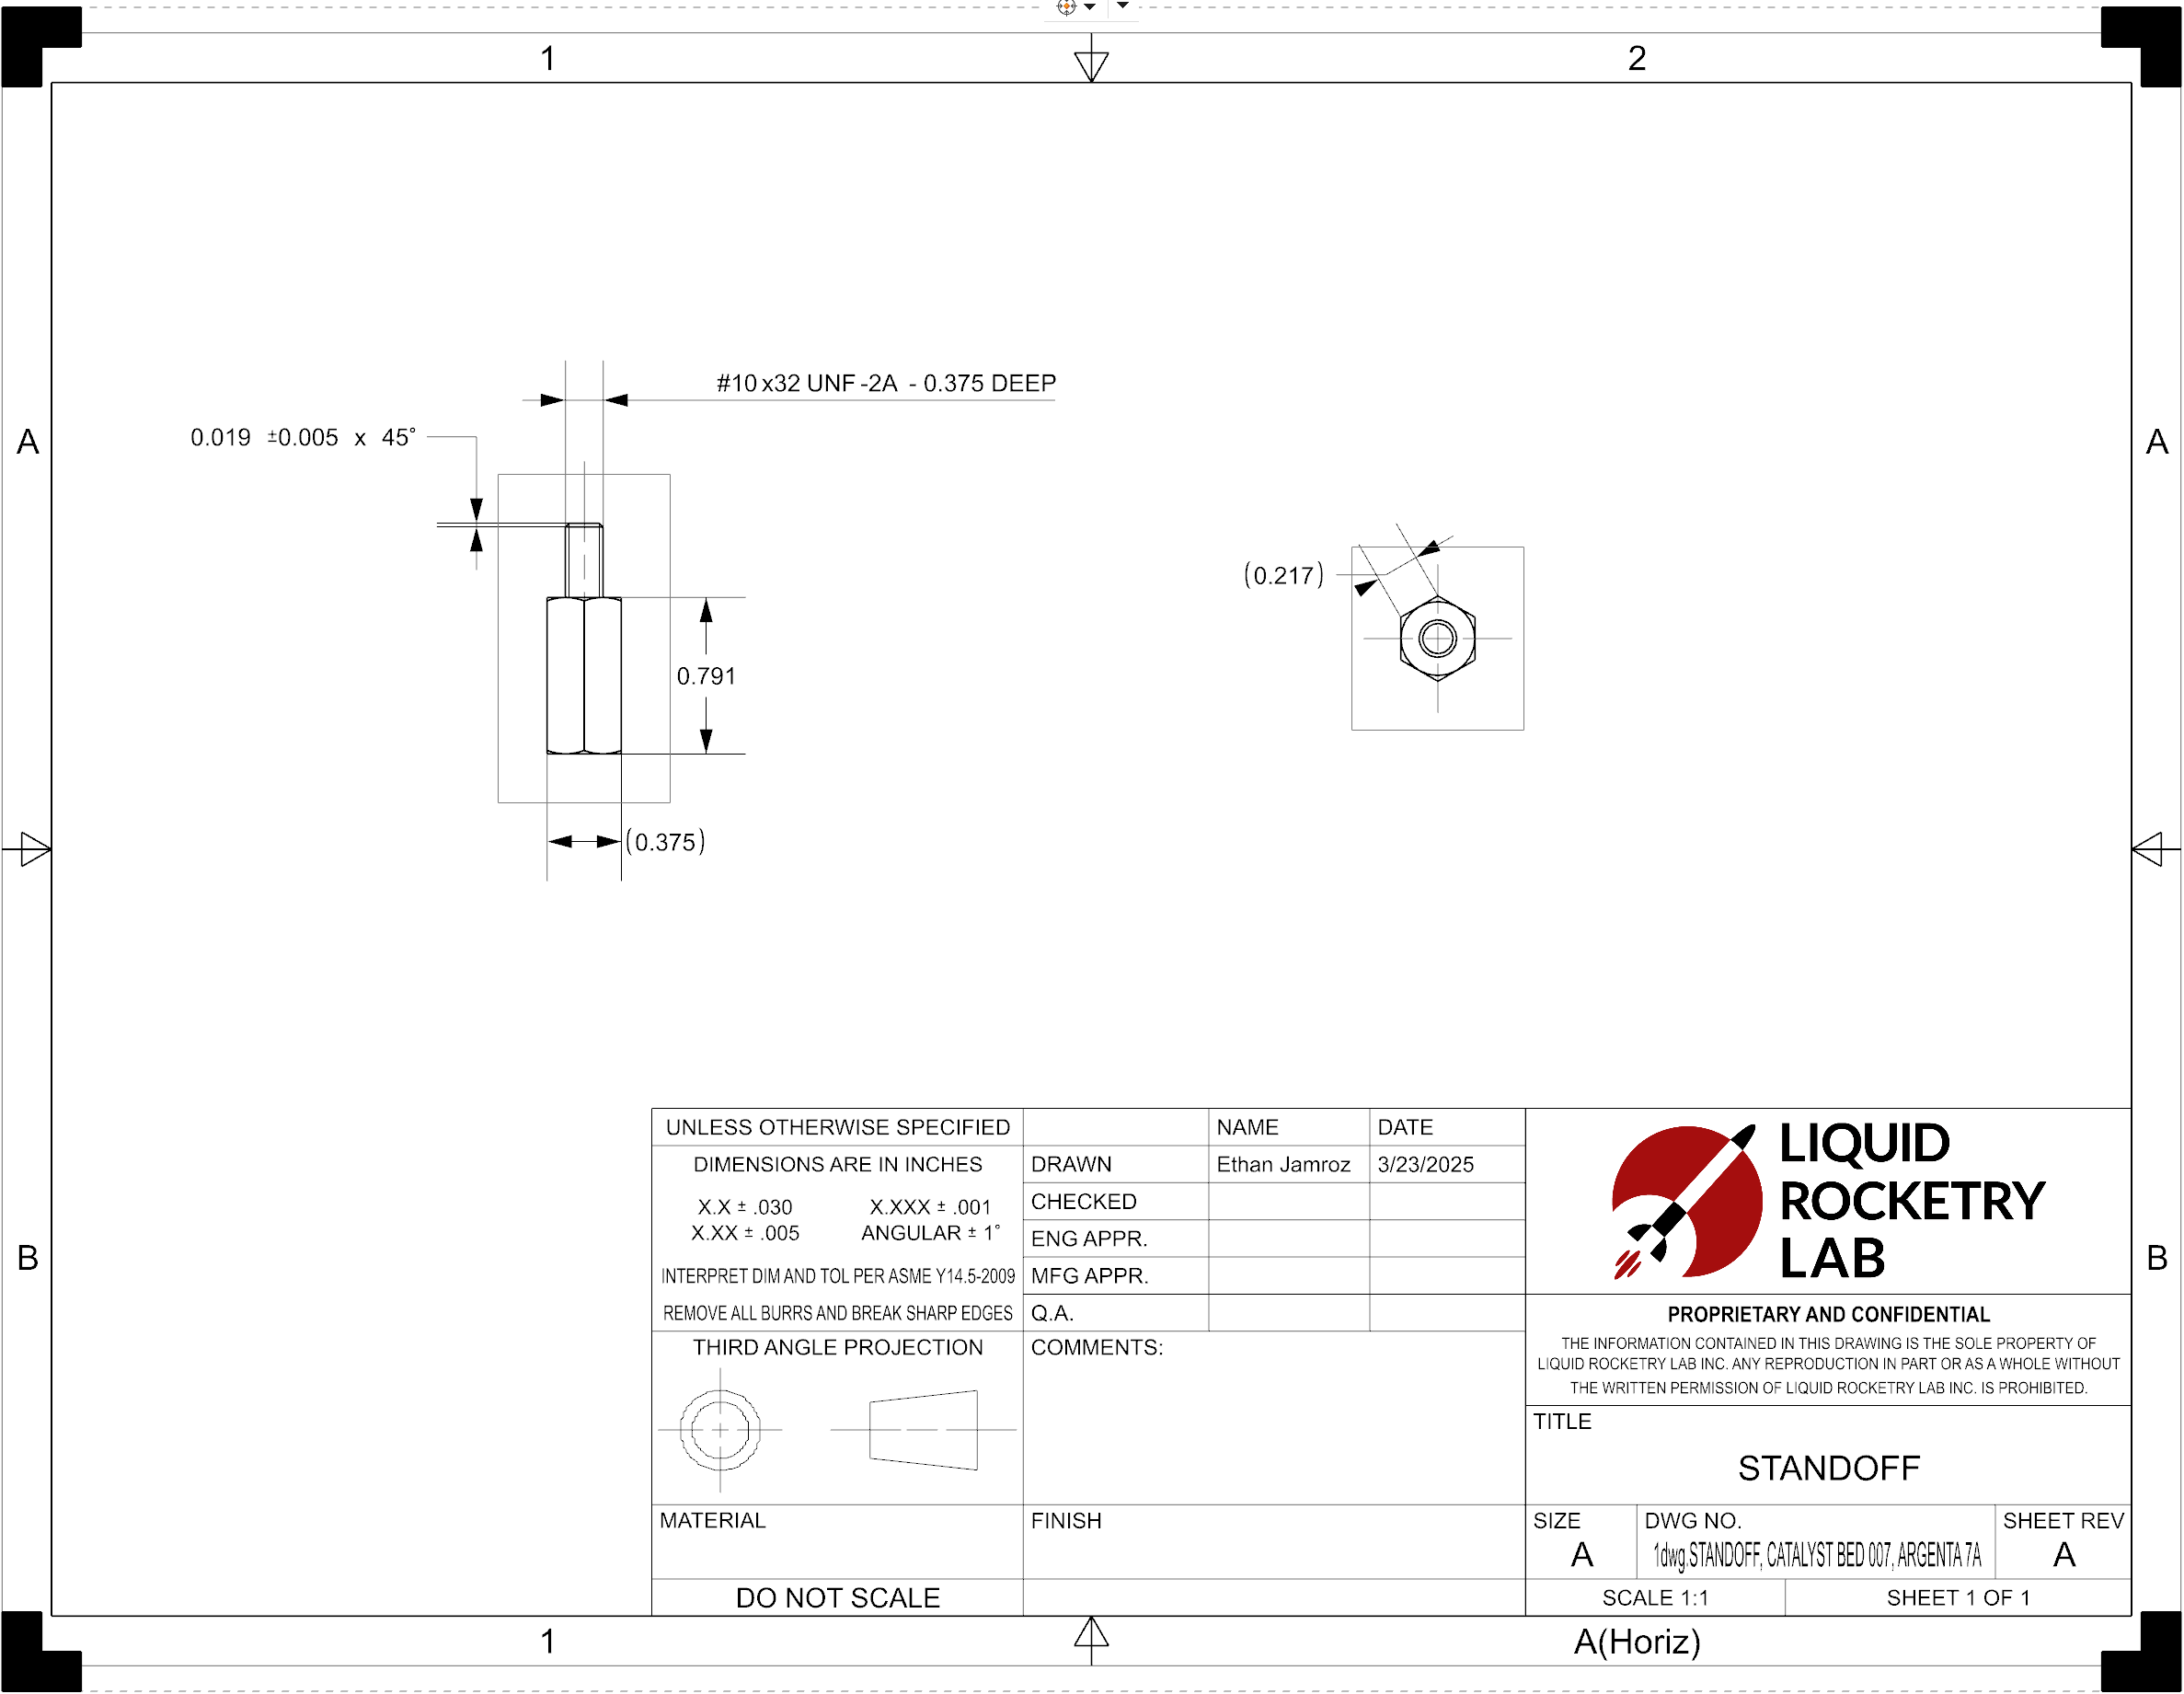 1
2
#10 x32 UNF -2A - 0.375 DEEP
A
0.019 ±0.005 x 45°
A
(0.217)
0.791
(0.375)
UNLESS OTHERWISE SPECIFIED
DIMENSIONS ARE IN INCHES
X.X ± .030
X.XXX ± .001
X.XX ± .005
ANGULAR ± 1°
INTERPRET DIM AND TOL PER ASME Y14.5-2009
REMOVE ALL BURRS AND BREAK SHARP EDGES
THIRD ANGLE PROJECTION
MATERIAL
DO NOT SCALE
NAME
DATE
DRAWN
Ethan Jamroz
3/23/2025
CHECKED
ENG APPR.
MFG APPR.
Q.A.
COMMENTS:
FINISH
LIQUID
ROCKETRY
LAB
PROPRIETARY AND CONFIDENTIAL
THE INFORMATION CONTAINED IN THIS DRAWING IS THE SOLE PROPERTY OF
LIQUID ROCKETRY LAB INC. ANY REPRODUCTION IN PART OR AS A WHOLE WITHOUT
THE WRITTEN PERMISSION OF LIQUID ROCKETRY LAB INC. IS PROHIBITED.
TITLE
STANDOFF
SIZE
A
DWG NO.
1dwg.STANDOFF, CATALYST BED 007, ARGENTA 7A
SHEET REV
A
SCALE 1:1
SHEET 1 OF 1
B
B
1
A(Horiz)